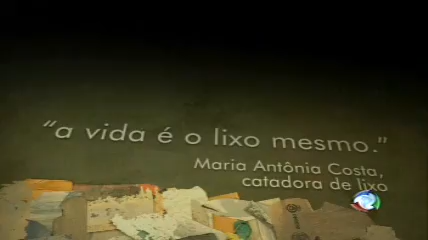 “a vida é o lixo mesmo.”
Maria Antônia Costa,
catadora de lixo